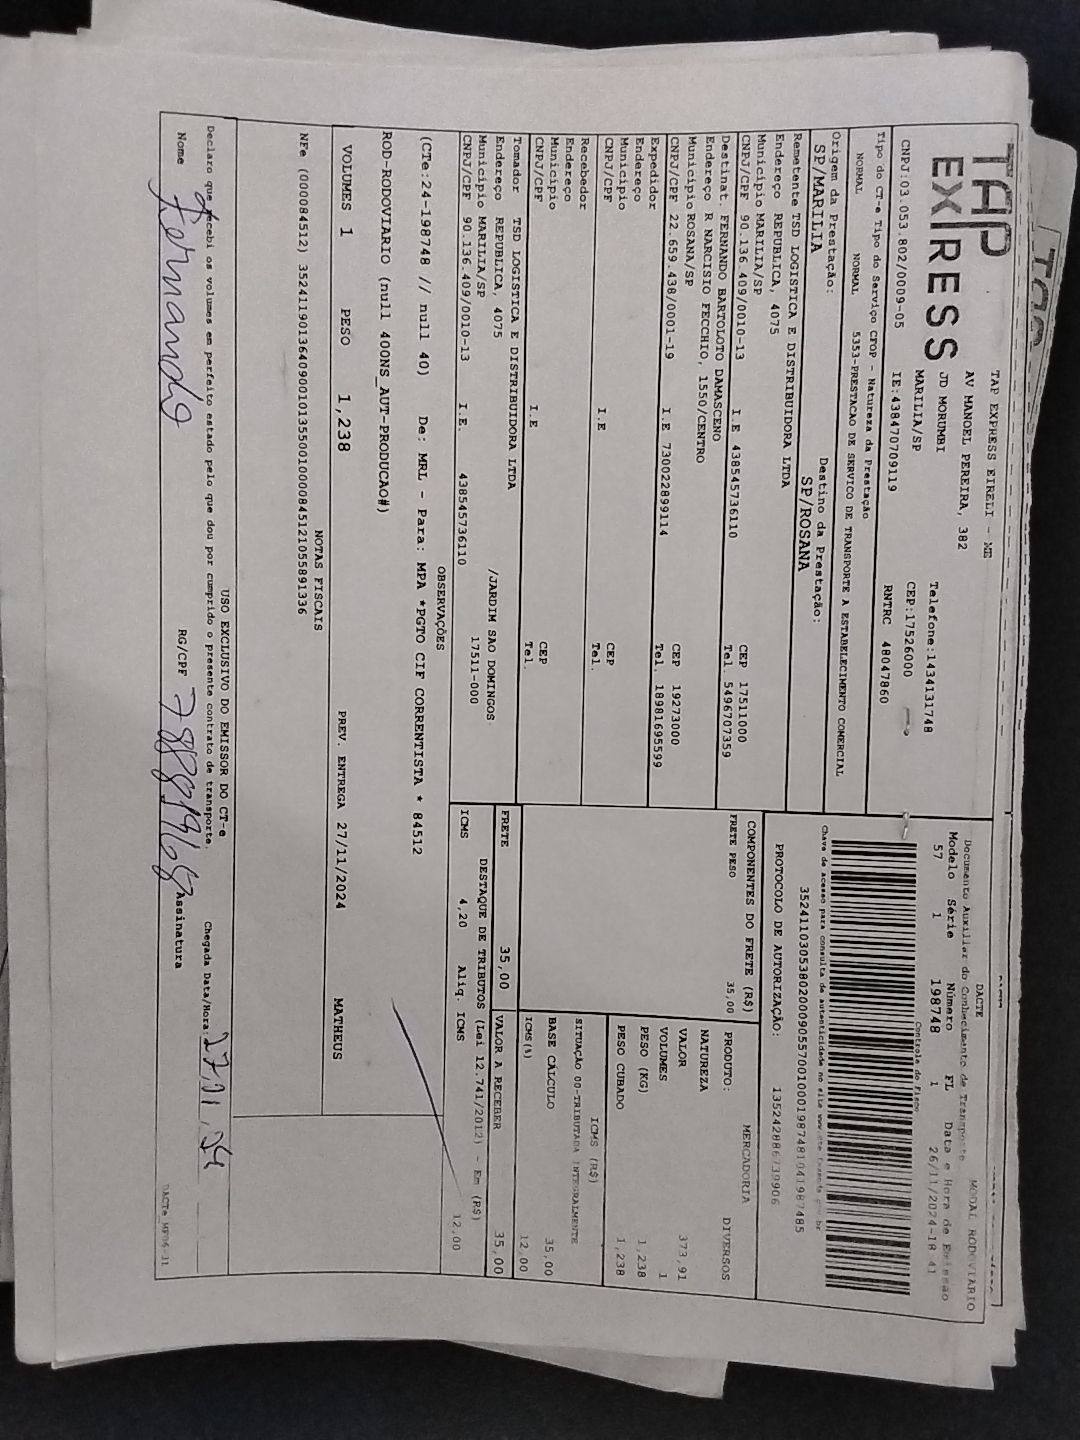 TAP
EXPRESS
TAP EXPRESS EIRELI - ME
AV MANOEL PEREIRA, 382
JD MORUMBI
MARILIA/SP
Telefone:1434131748
CEP:17526000
CNPJ:03.053.802/0009-05 IE:438470709119 RNTRC 48047860
DACTE
Documento Auxiliar do Conhecimento de Transporte MODAL RODOVIARIO
Modelo Série Número FL Data e Hora de Emissão
57 1 198748 1 26/11/2024-18 41
Controle do Fisco
Chave de acesso para consulta de autenticidade no site www.cte.fazenda.gov.br
PROTOCOLO DE AUTORIZAÇÃO:
Tipo do CT-e Tipo do Serviço CFOP - Natureza da Prestação
NORMAL NORMAL 5353-PRESTACAO DE SERVICO DE TRANSPORTE A ESTABELECIMENTO COMERCIAL
Origem da Prestação: Destino da Prestação:
SP/MARILIA SP/ROSANA
Remetente TSD LOGISTICA E DISTRIBUIDORA LTDA
Endereço REPUBLICA, 4075
Município MARILIA/SP CEP 17511000
CNPJ/CPF 90.136.409/0010-13 I.E 438545736110 Tel. 5496707359
Destinat. FERNANDO BARTOLOTO DAMASCENO
Endereço R NARCISIO FECCHIO, 1550/CENTRO
Município ROSANA/SP CEP 19273000
CNPJ/CPF 22.659.438/0001-19 I.E 730022899114 Tel. 18981695599
Expedidor
Endereço
Município CEP
CNPJ/CPF I.E Tel.
Recebedor
Endereço
Município CEP
CNPJ/CPF I.E Tel.
Tomador TSD LOGISTICA E DISTRIBUIDORA LTDA
Endereço REPUBLICA, 4075 /JARDIM SAO DOMINGOS
Município MARILIA/SP 17511-000
CNPJ/CPF 90.136.409/0010-13 I.E. 438545736110
COMPONENTES DO FRETE (R$)
FRETE PESO 35,00
PRODUTO: MERCADORIA
NATUREZA DIVERSOS
VALOR 373,91
VOLUMES 1
PESO (KG) 1,238
PESO CUBADO 1,238
ICMS (R$)
SITUAÇÃO 00-TRIBUTADA INTEGRALMENTE
BASE CÁLCULO 35,00
ICMS(%) 12,00
FRETE 35,00 VALOR A RECEBER 35,00
DESTAQUE DE TRIBUTOS (Lei 12.741/2012) - Em (R$)
ICMS 4,20 Aliq. ICMS 12,00
OBSERVAÇÕES
(CTe:24-198748 // null 40) De: MRL - Para: MPA *PGTO CIF CORRENTISTA * 84512
ROD-RODOVIARIO (null 400NS_AUT-PRODUCAO#)
VOLUMES 1 PESO 1,238 PREV. ENTREGA 27/11/2024 MATHEUS
NOTAS FISCAIS
USO EXCLUSIVO DO EMISSOR DO CT-e
Declaro que recebi os volumes em perfeito estado pelo que dou por cumprido o presente contrato de transporte. Chegada Data/Hora:
Nome Fernando RG/CPF Assinatura